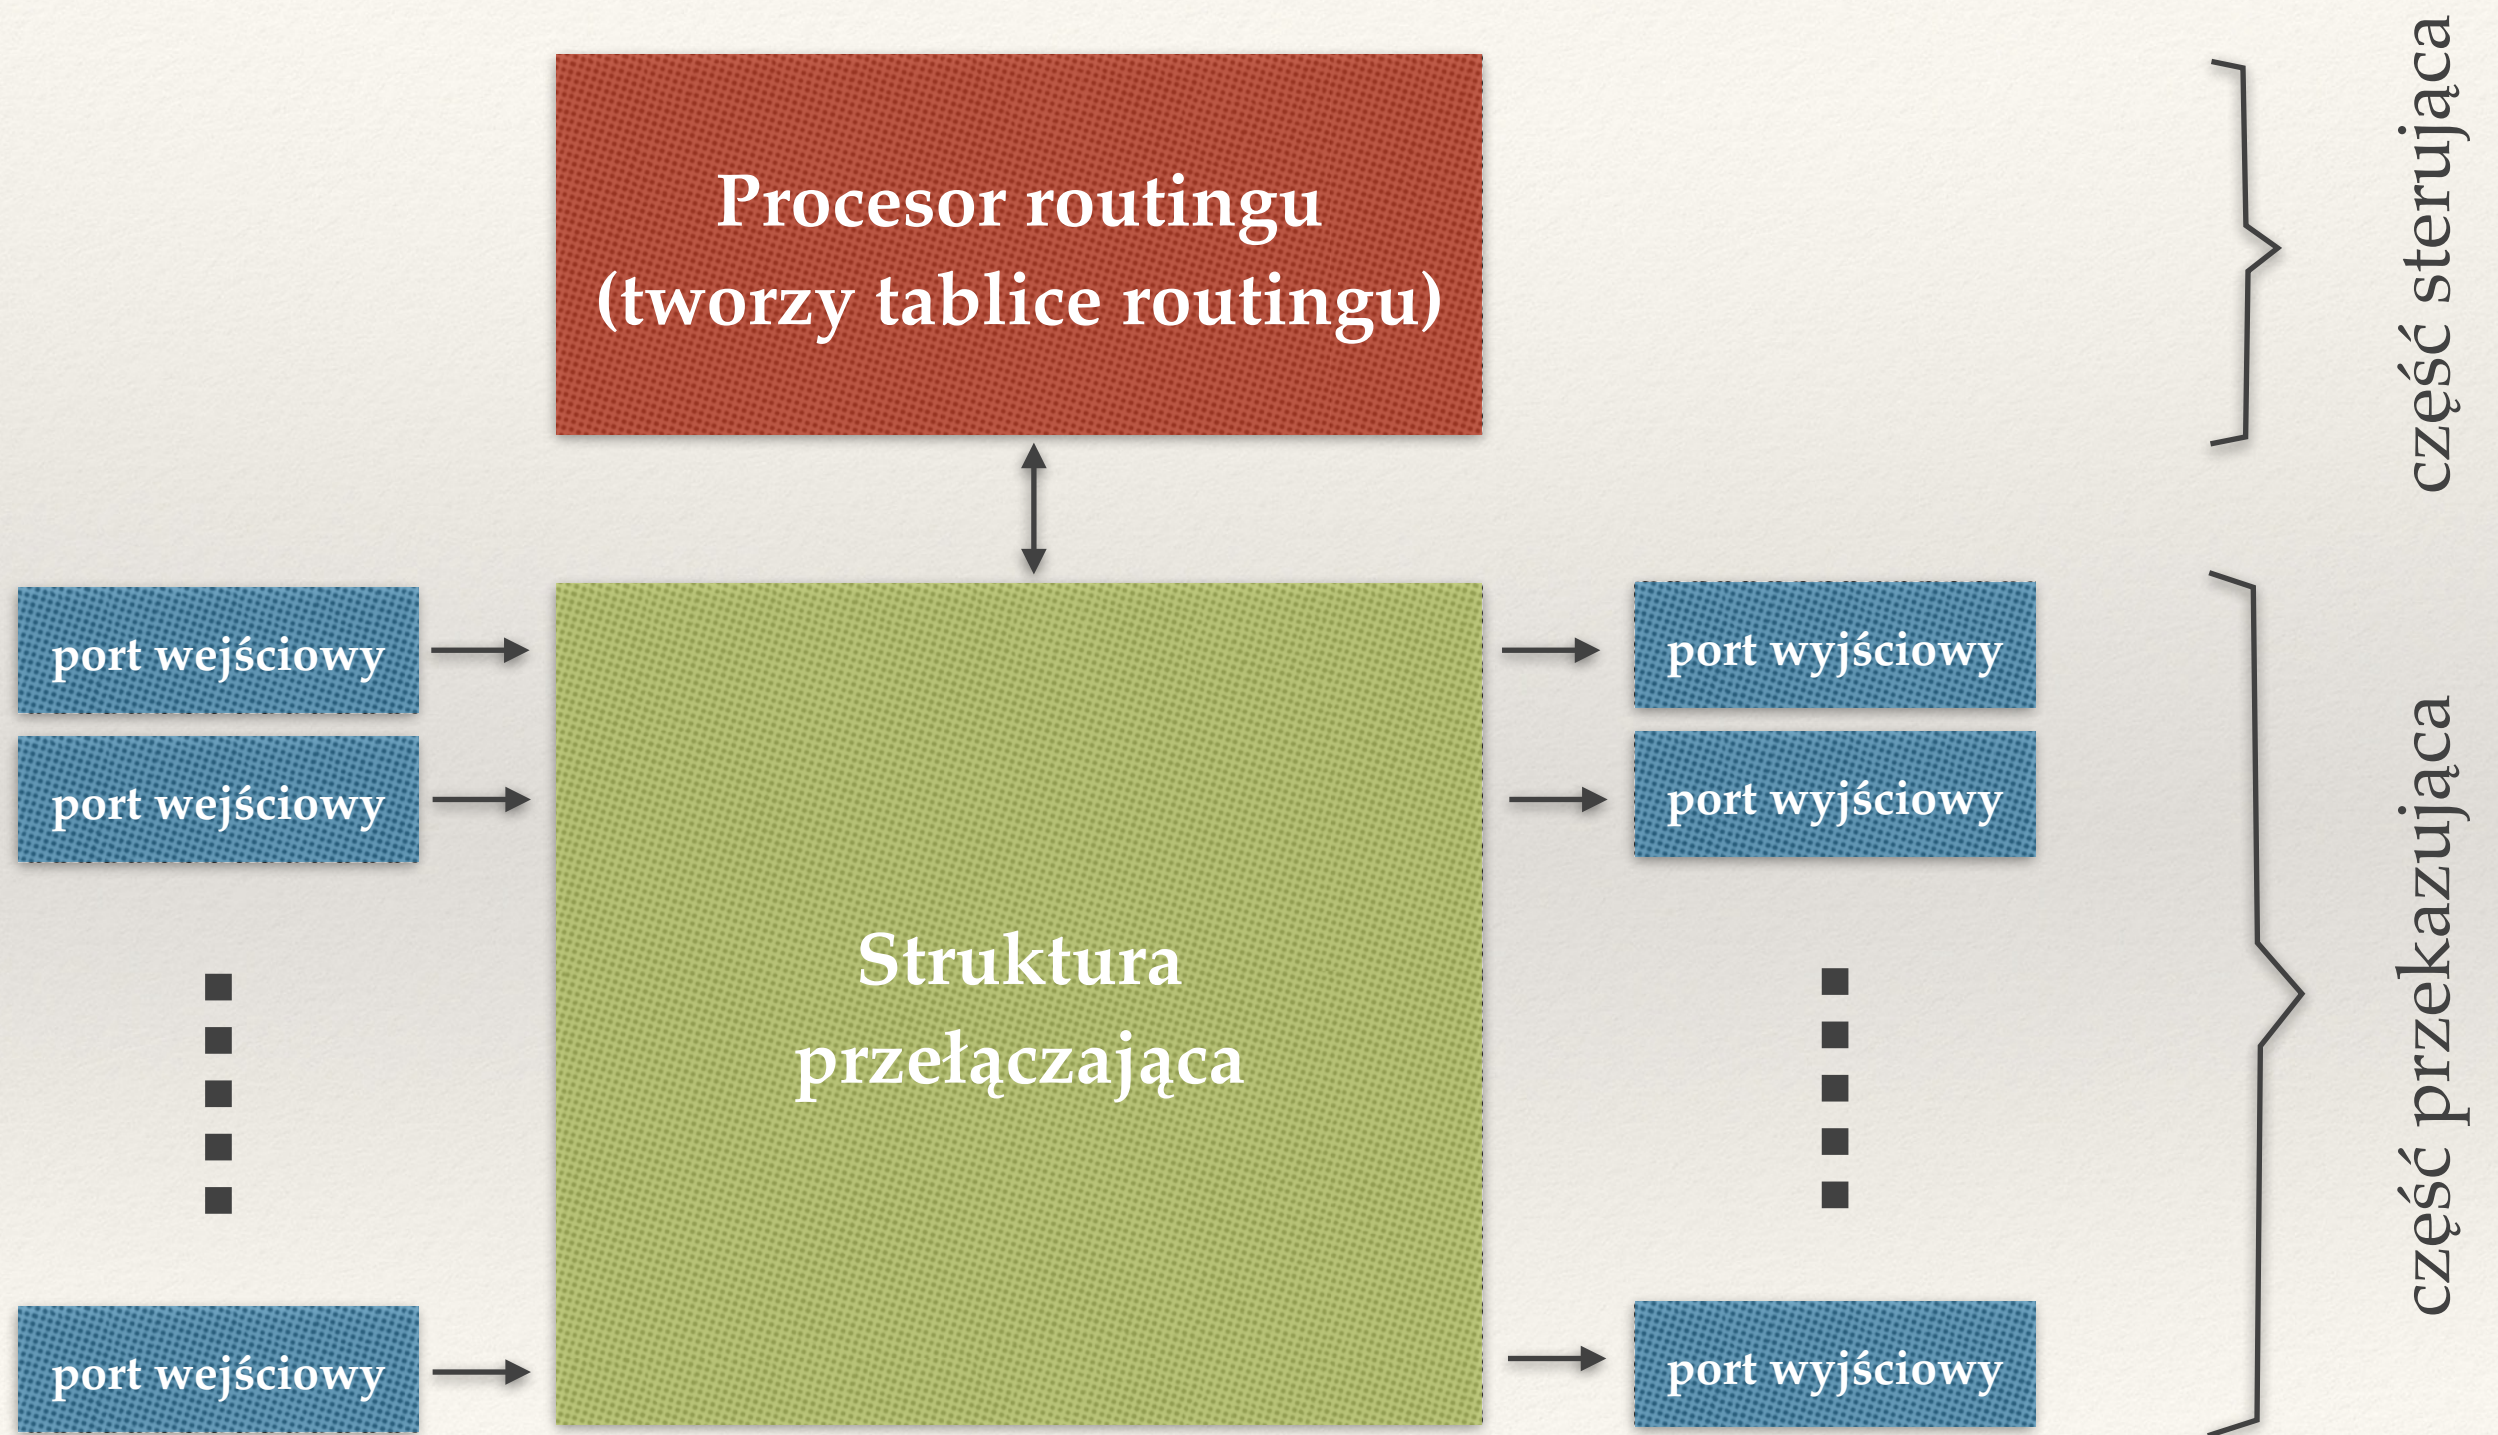 Procesor routingu
(tworzy tablice routingu)
część sterująca
port wejściowy
port wyjściowy
port wejściowy
port wyjściowy
Struktura
przełączająca
część przekazująca
port wejściowy
port wyjściowy